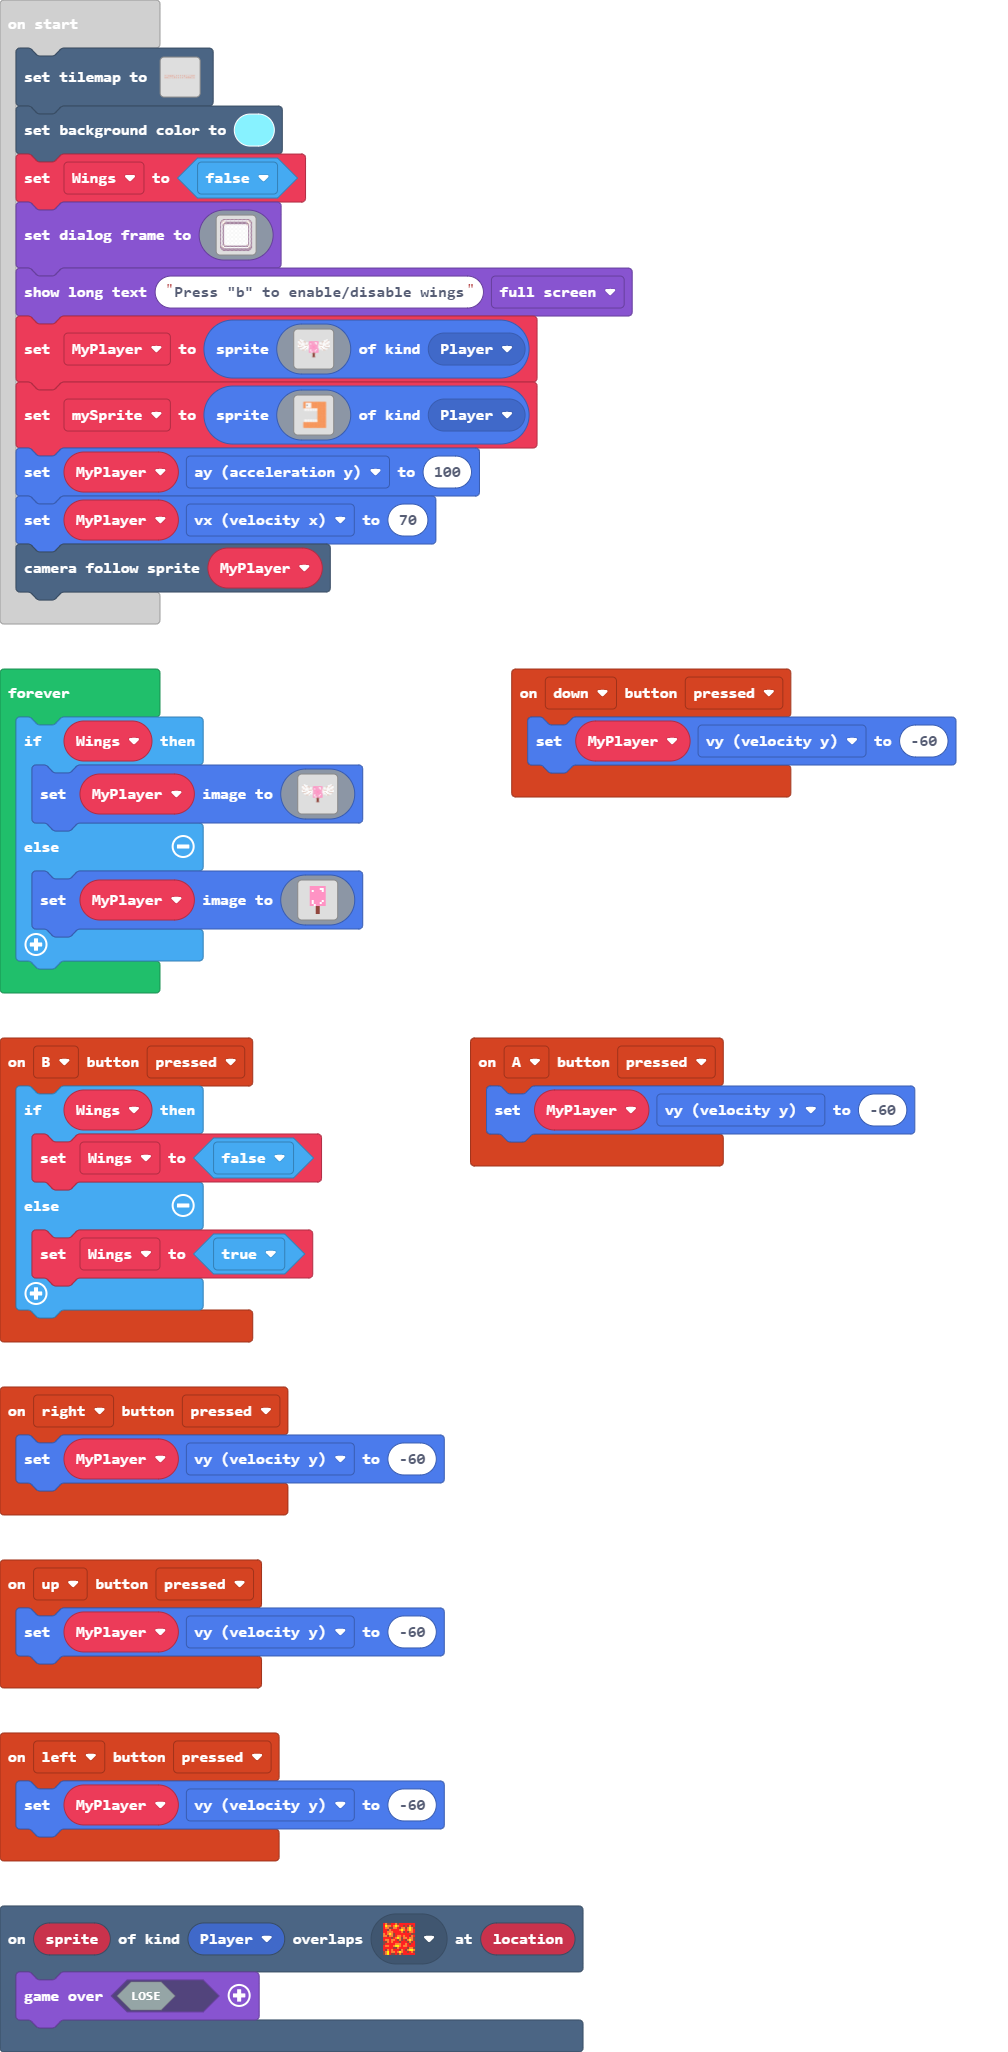 on start
set tilemap to
set background color to
set Wings to false
set dialog frame to
show long text "Press "b" to enable/disable wings" full screen
set MyPlayer to sprite of kind Player
set mySprite to sprite of kind Player
set MyPlayer ay (acceleration y) to 100
set MyPlayer vx (velocity x) to 70
camera follow sprite MyPlayer
forever
if Wings then
set MyPlayer image to
else
set MyPlayer image to
on down button pressed
set MyPlayer vy (velocity y) to -60
on B button pressed
if Wings then
set Wings to false
else
set Wings to true
on A button pressed
set MyPlayer vy (velocity y) to -60
on right button pressed
set MyPlayer vy (velocity y) to -60
on up button pressed
set MyPlayer vy (velocity y) to -60
on left button pressed
set MyPlayer vy (velocity y) to -60
on sprite of kind Player overlaps at location
game over LOSE